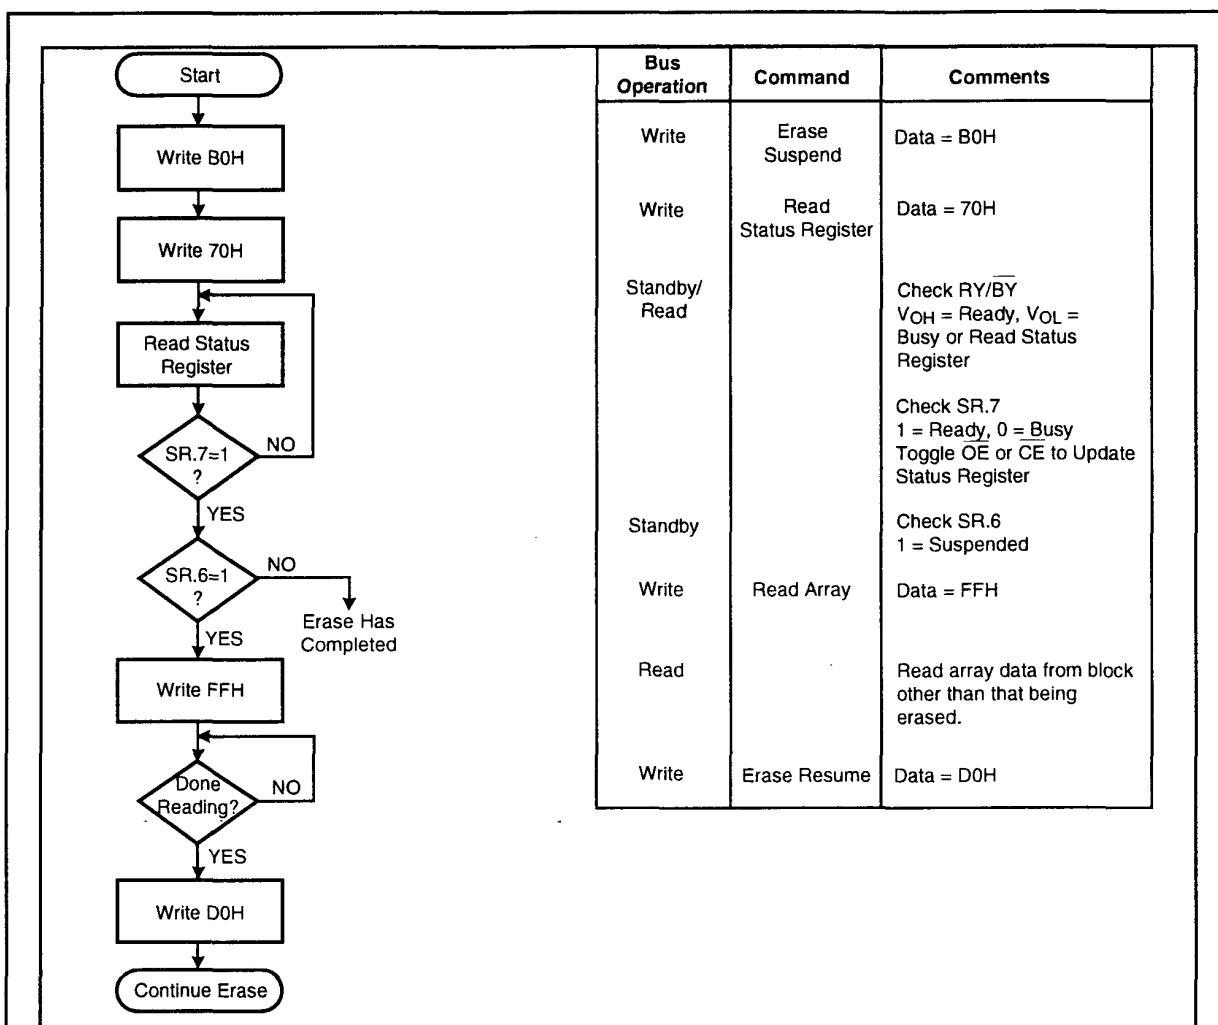 Start
Write B0H
Write 70H
Read Status
Register
SR.7=1
?
NO
YES
SR.6=1
?
NO
Erase Has
Completed
YES
Write FFH
Done
Reading?
NO
YES
Write D0H
Continue Erase
Bus
Operation
Command
Comments
Write
Erase
Suspend
Data = B0H
Write
Read
Status Register
Data = 70H
Standby/
Read
Check RY/B̅Y̅
VOH = Ready, VOL =
Busy or Read Status
Register
Check SR.7
1 = Ready, 0 = Busy
Toggle O̅E̅ or C̅E̅ to Update
Status Register
Standby
Check SR.6
1 = Suspended
Write
Read Array
Data = FFH
Read
Read array data from block
other than that being
erased.
Write
Erase Resume
Data = D0H